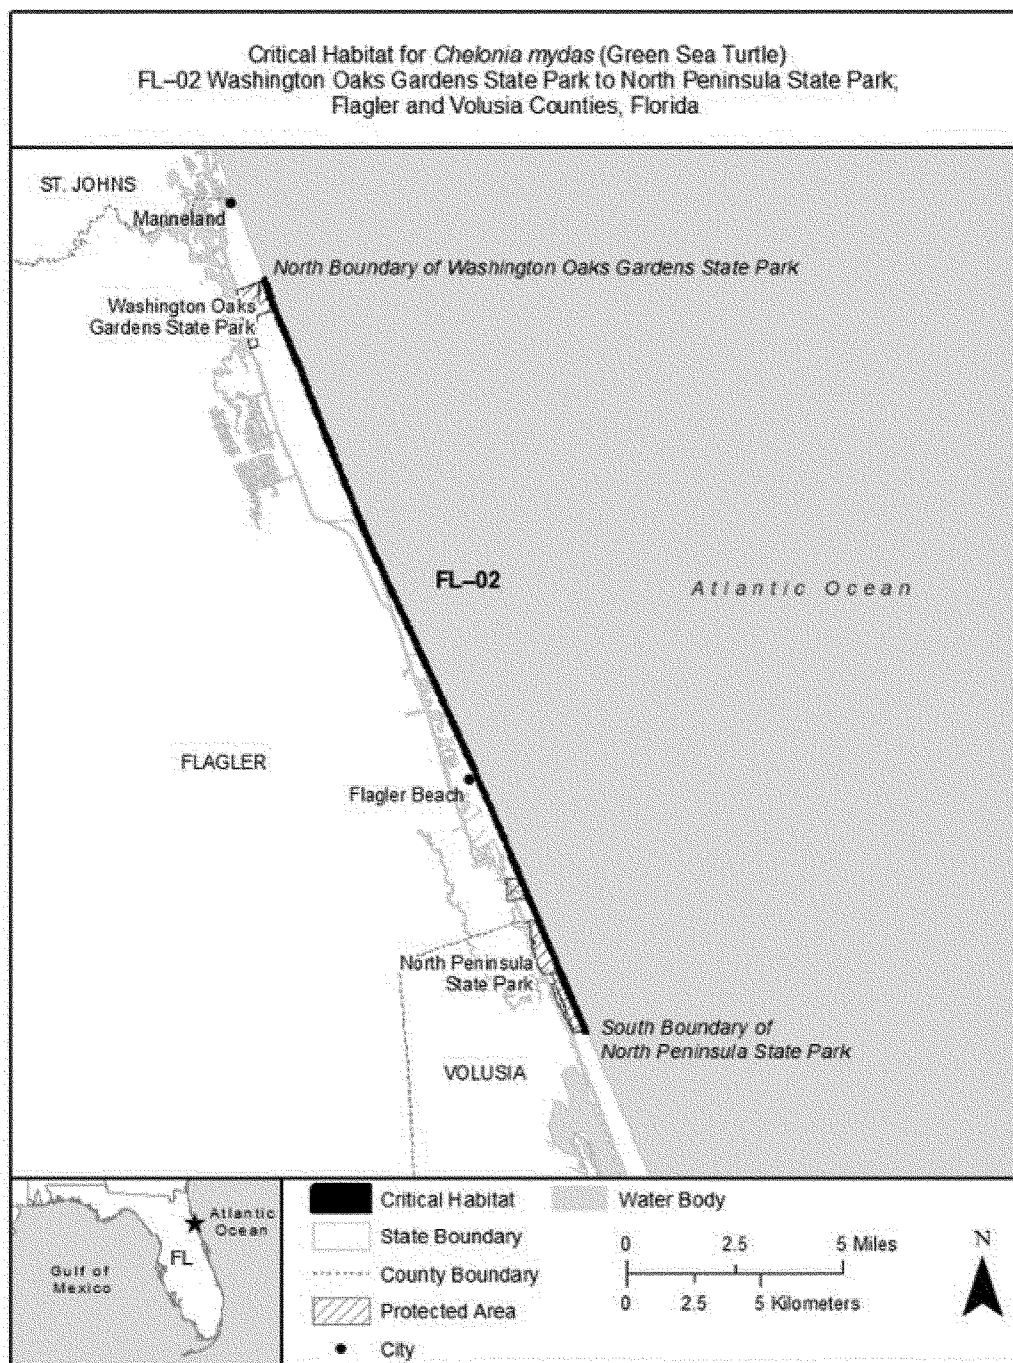 Critical Habitat for Chelonia mydas (Green Sea Turtle)
FL–02 Washington Oaks Gardens State Park to North Peninsula State Park;
Flagler and Volusia Counties, Florida
ST. JOHNS
Marineland
North Boundary of Washington Oaks Gardens State Park
Washington Oaks
Gardens State Park
FL–02
Atlantic Ocean
FLAGLER
Flagler Beach
North Peninsula
State Park
South Boundary of
North Peninsula State Park
VOLUSIA
Atlantic
Ocean
FL
Gulf of
Mexico
Critical Habitat
Water Body
State Boundary
County Boundary
Protected Area
City
0 2.5 5 Miles
0 2.5 5 Kilometers
N